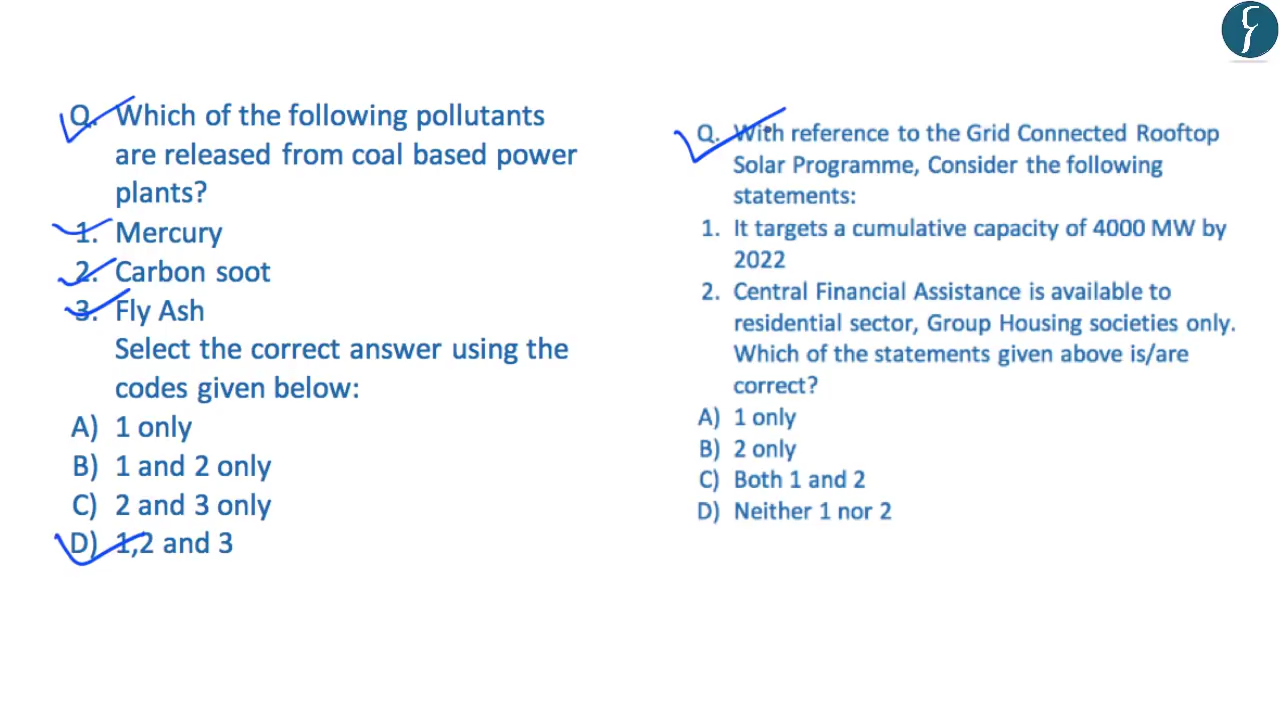 Q. Which of the following pollutants
are released from coal based power
plants?
1. Mercury
2. Carbon soot
3. Fly Ash
Select the correct answer using the
codes given below:
A) 1 only
B) 1 and 2 only
C) 2 and 3 only
D) 1,2 and 3
Q. With reference to the Grid Connected Rooftop
Solar Programme, Consider the following
statements:
1. It targets a cumulative capacity of 4000 MW by
2022
2. Central Financial Assistance is available to
residential sector, Group Housing societies only.
Which of the statements given above is/are
correct?
A) 1 only
B) 2 only
C) Both 1 and 2
D) Neither 1 nor 2